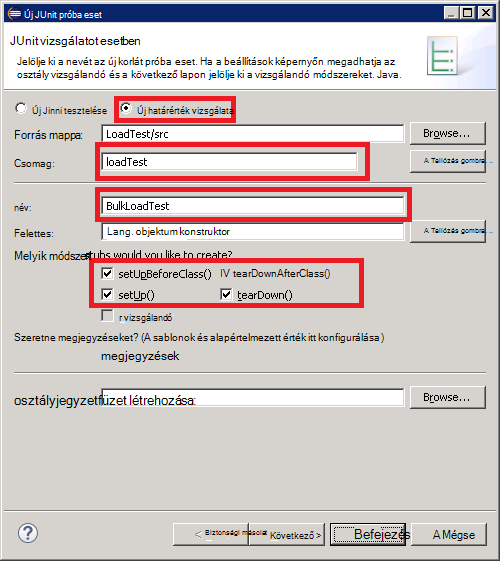 Új JUnit próba eset
JUnit vizsgálatot esetben
Jelölje ki a nevét az új korlát próba eset. Ha a beállítások képernyőn megadhatja az
osztály vizsgálandó és a következő lapon jelölje ki a vizsgálandó módszereket. Java.
Új Jinni tesztelése Új határérték vizsgálata
Forrás mappa: LoadTest/src Browse...
Csomag: loadTest A Tallózás gombra...
név: BulkLoadTest
Felettes: Lang. objektum konstruktor A Tallózás gombra...
Melyik módszer stubs would you like to create?
setUpBeforeClass() IV tearDownAfterClass()
setUp() tearDown()
r vizsgálandó
Szeretne megjegyzéseket? (A sablonok és alapértelmezett érték itt konfigurálása)
megjegyzések
osztályjegyzetfüzet létrehozása: Browse...
? < Biztonsági másolat Következő > Befejezés A Mégse